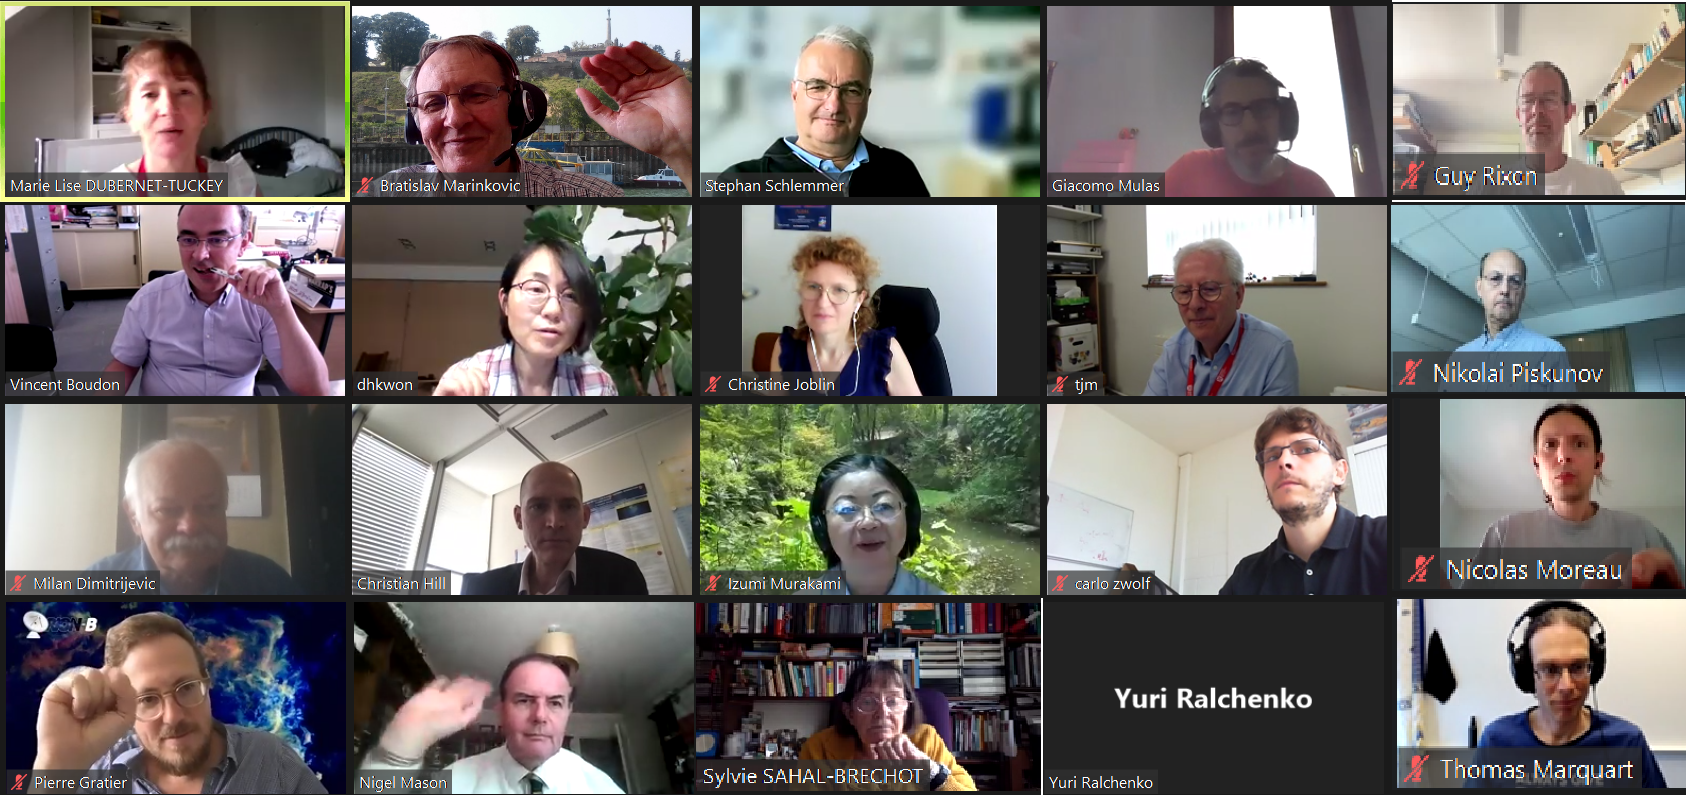 Marie Lise DUBERNET-TUCKEY
Bratislav Marinkovic
Stephan Schlemmer
Giacomo Mulas
Guy Rixon
Vincent Boudon
dhkwon
Christine Joblin
tjm
Nikolai Piskunov
Milan Dimitrijevic
Christian Hill
Izumi Murakami
carlo zwolf
Nicolas Moreau
Pierre Gratier
Nigel Mason
Sylvie SAHAL-BRECHOT
Yuri Ralchenko
Yuri Ralchenko
Thomas Marquart